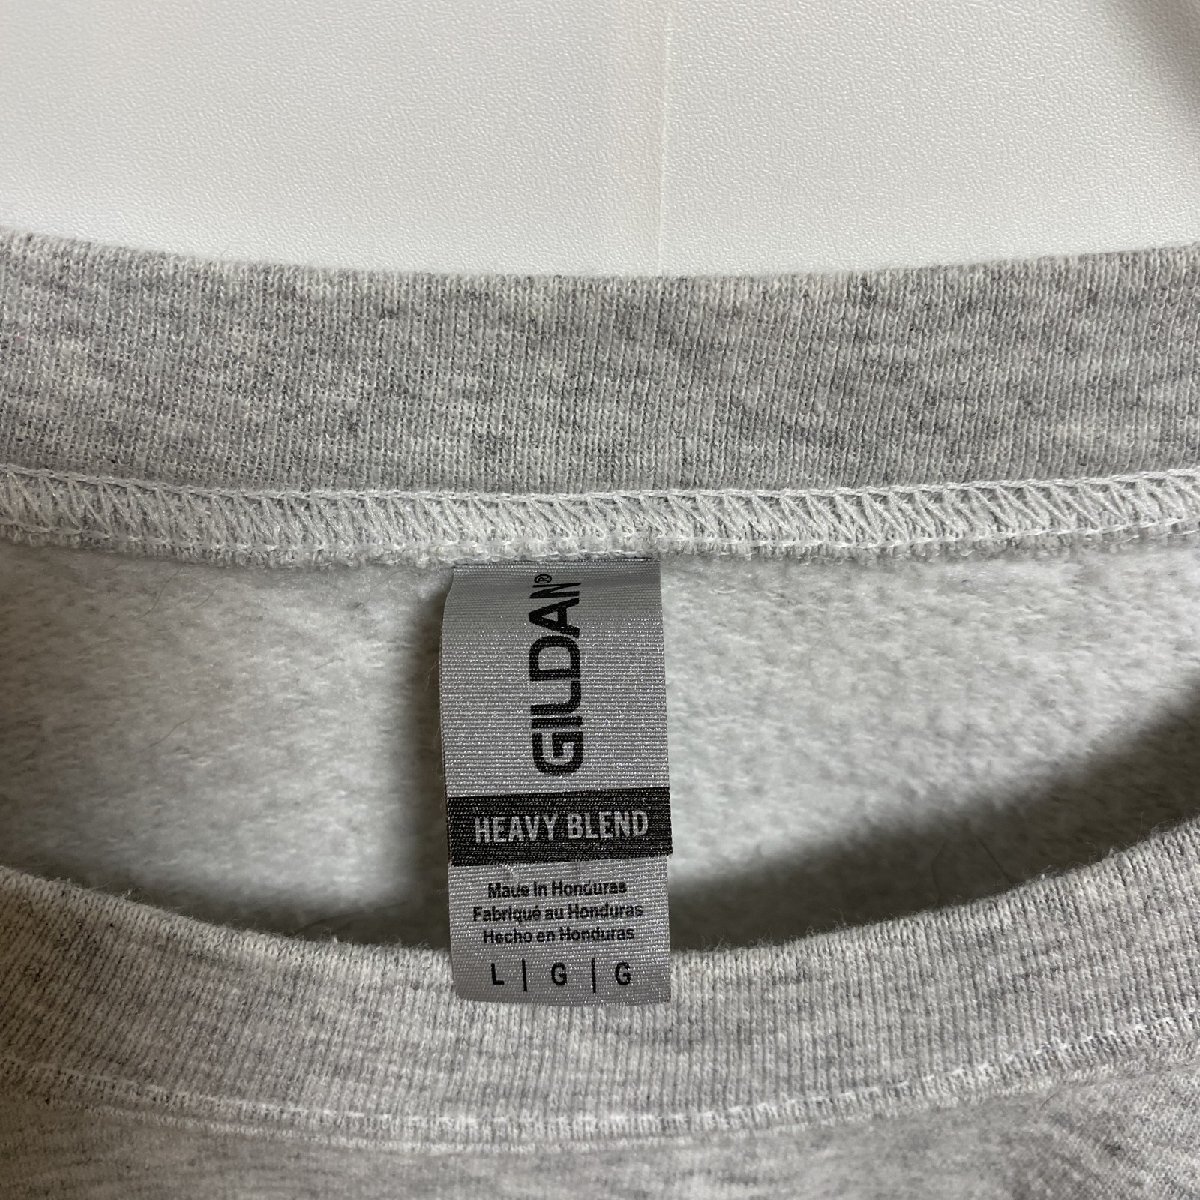 GILDAN®
HEAVY BLEND
Made in Honduras
Fabriqué au Honduras
Hecho en Honduras
L | G | G